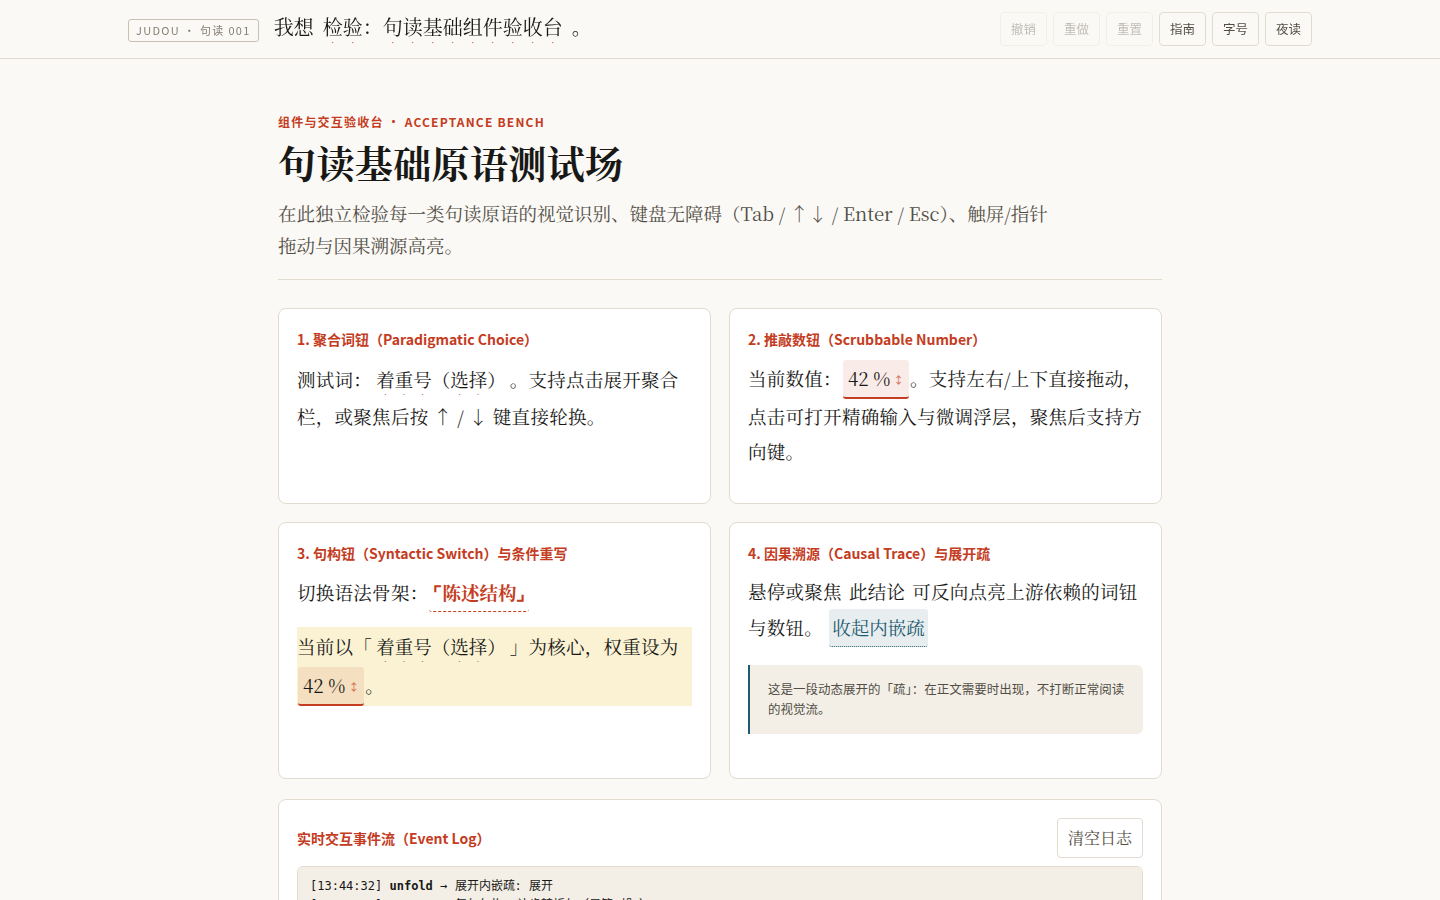 JUDOU · 句读 001
我想 检验：句读基础组件验收台 。
撤销 重做 重置 指南 字号 夜读
组件与交互验收台 · ACCEPTANCE BENCH
句读基础原语测试场
在此独立检验每一类句读原语的视觉识别、键盘无障碍（Tab / ↑ ↓ / Enter / Esc）、触屏/指针
拖动与因果溯源高亮。
1. 聚合词钮（Paradigmatic Choice）
测试词： 着重号（选择） 。支持点击展开聚合
栏，或聚焦后按 ↑ / ↓ 键直接轮换。
2. 推敲数钮（Scrubbable Number）
当前数值： 42 % ↕ 。支持左右/上下直接拖动，
点击可打开精确输入与微调浮层，聚焦后支持方
向键。
3. 句构钮（Syntactic Switch）与条件重写
切换语法骨架：「陈述结构」
当前以「 着重号（选择） 」为核心，权重设为
42 % ↕ 。
4. 因果溯源（Causal Trace）与展开疏
悬停或聚焦 此结论 可反向点亮上游依赖的词钮
与数钮。 收起内嵌疏
这是一段动态展开的「疏」：在正文需要时出现，不打断正常阅读
的视觉流。
实时交互事件流（Event Log）
清空日志
[13:44:32] unfold → 展开内嵌疏: 展开